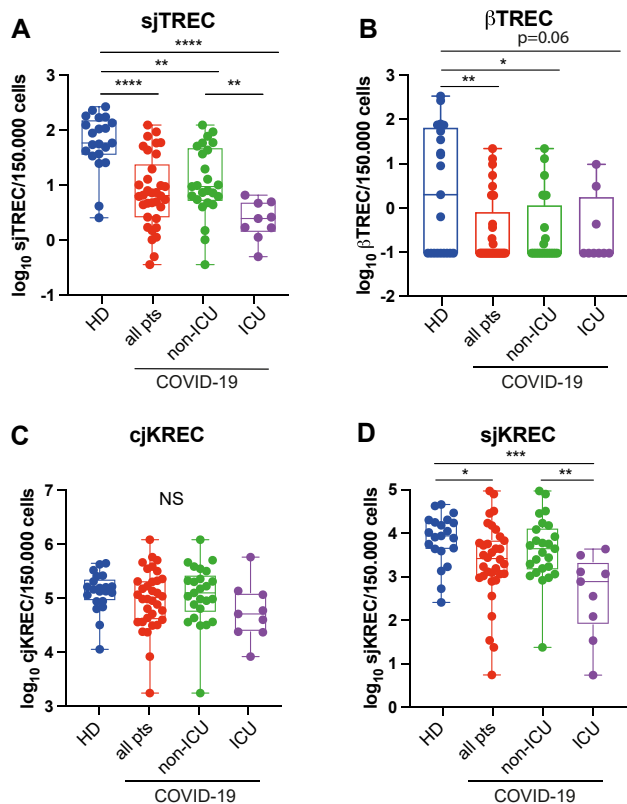 A
sjTREC
****
**
****
**
log10 sjTREC/150.000 cells
3
2
1
0
-1
HD
all pts
non-ICU
ICU
COVID-19
B
βTREC
p=0.06
*
**
log10 βTREC/150.000 cells
3
2
1
0
-1
-2
HD
all pts
non-ICU
ICU
COVID-19
C
cjKREC
NS
log10 cjKREC/150.000 cells
7
6
5
4
3
HD
all pts
non-ICU
ICU
COVID-19
D
sjKREC
***
*
**
log10 sjKREC/150.000 cells
5
4
3
2
1
0
HD
all pts
non-ICU
ICU
COVID-19